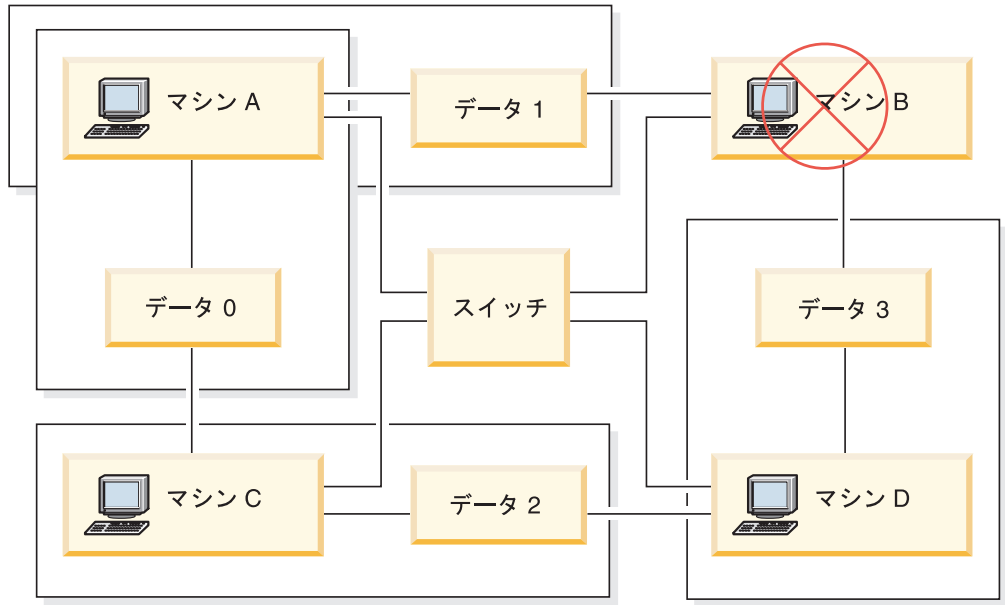 マシン A
データ 1
マシン B
データ 0
スイッチ
データ 3
マシン C
データ 2
マシン D